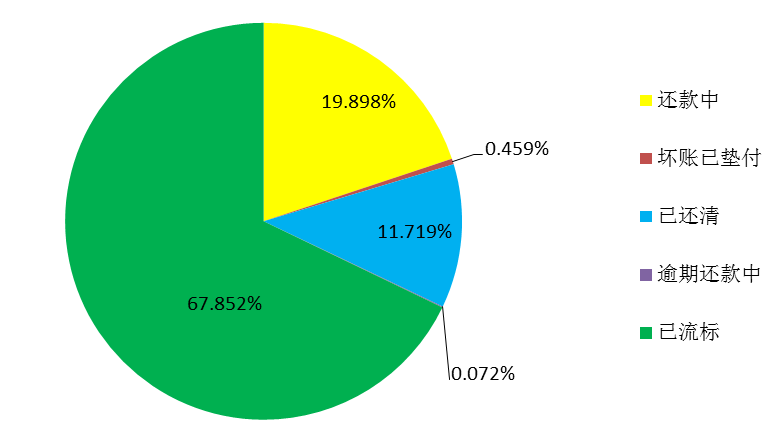 19.898%
0.459%
11.719%
67.852%
0.072%
还款中
坏账已垫付
已还清
逾期还款中
已流标